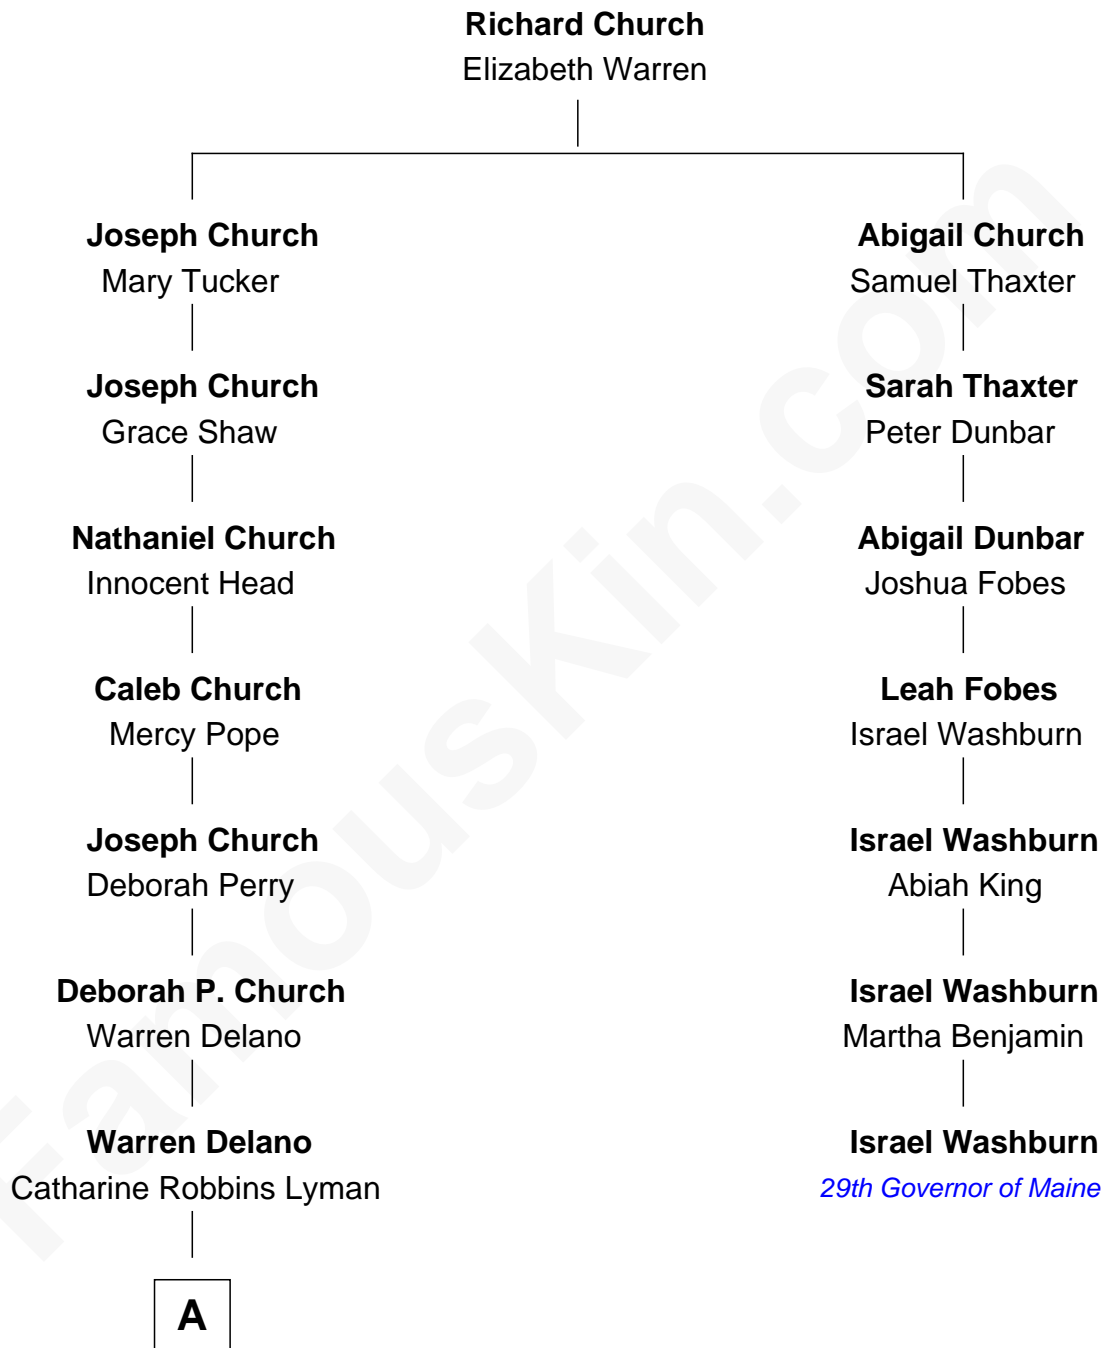 Richard Church
Elizabeth Warren
Joseph Church
Mary Tucker
Abigail Church
Samuel Thaxter
Joseph Church
Grace Shaw
Sarah Thaxter
Peter Dunbar
Nathaniel Church
Innocent Head
Abigail Dunbar
Joshua Fobes
Caleb Church
Mercy Pope
Leah Fobes
Israel Washburn
Joseph Church
Deborah Perry
Israel Washburn
Abiah King
Deborah P. Church
Warren Delano
Israel Washburn
Martha Benjamin
Warren Delano
Catharine Robbins Lyman
Israel Washburn
29th Governor of Maine
A
FamousKin.com